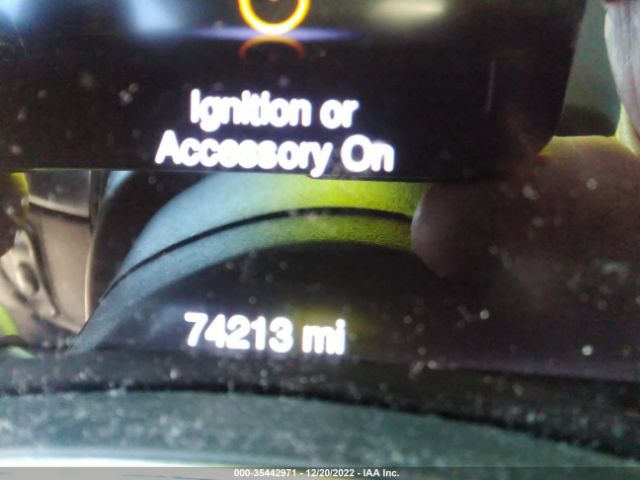 Ignition or
Accessory On
74213 mi
000-35442971 - 12/20/2022 - IAA Inc.